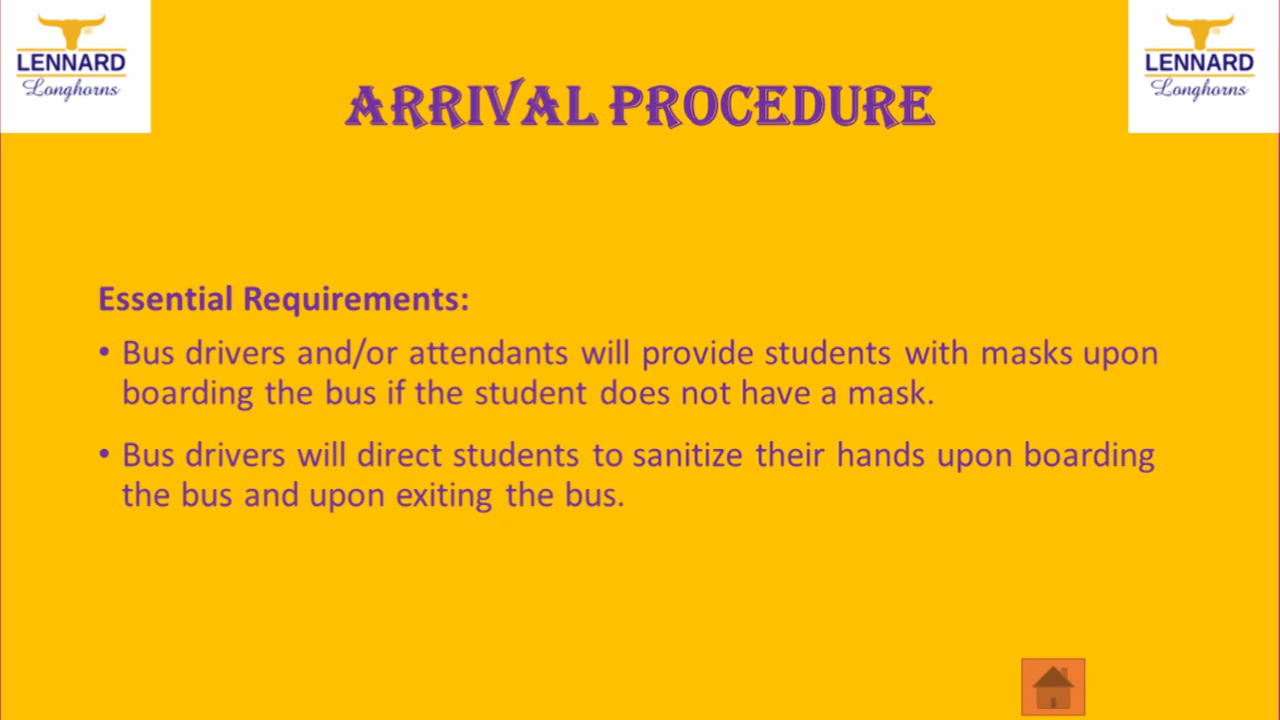 LENNARD
Longhorns
LENNARD
Longhorns
ARRIVAL PROCEDURE
Essential Requirements:
• Bus drivers and/or attendants will provide students with masks upon
boarding the bus if the student does not have a mask.
• Bus drivers will direct students to sanitize their hands upon boarding
the bus and upon exiting the bus.